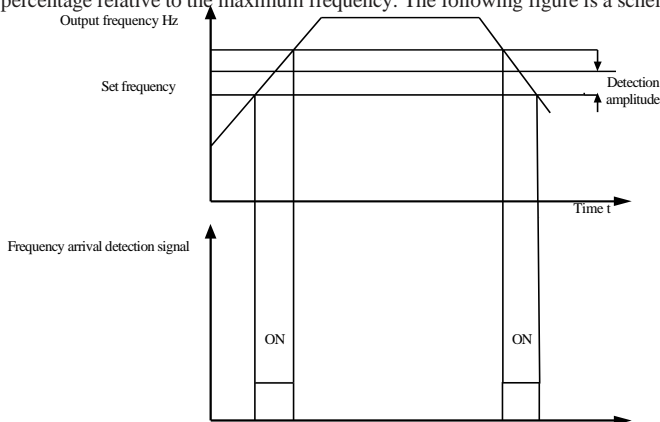 percentage relative to the maximum frequency. The following figure is a schem
Output frequency Hz
Set frequency
Detection
amplitude
Time t
Frequency arrival detection signal
ON
ON